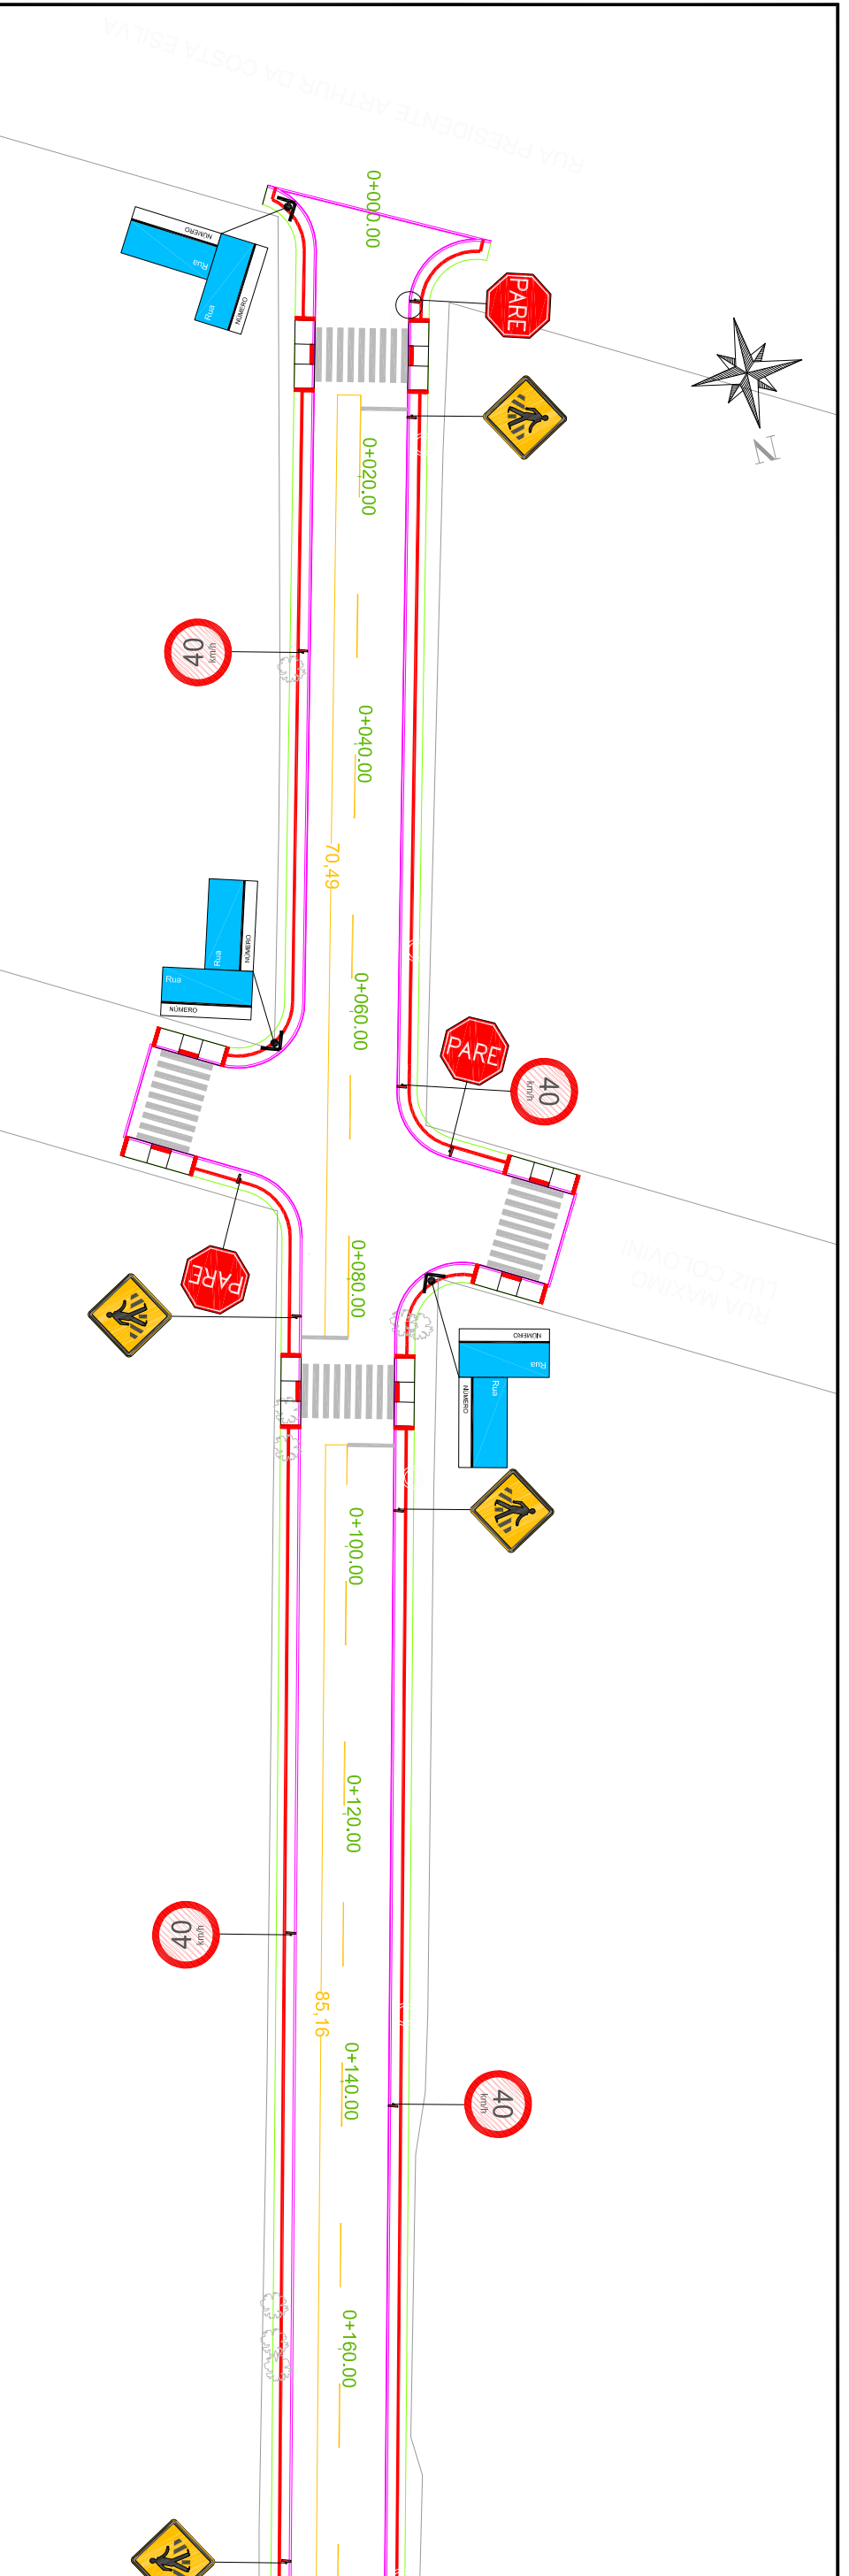 RUA PRESIDENTE ARTHUR DA COSTA ESILVA
0+000.00
NÚMERO
Rua
Rua
NÚMERO
PARE
N
0+020.00
40
km/h
0+040.00
70,49
NÚMERO
Rua
Rua
NÚMERO
0+060.00
PARE
40
km/h
RUA MAXIMO
LUIZ COLOVINI
PARE
0+080.00
NÚMERO
Rua
Rua
NÚMERO
0+100.00
0+120.00
40
km/h
85,16
0+140.00
40
km/h
0+160.00